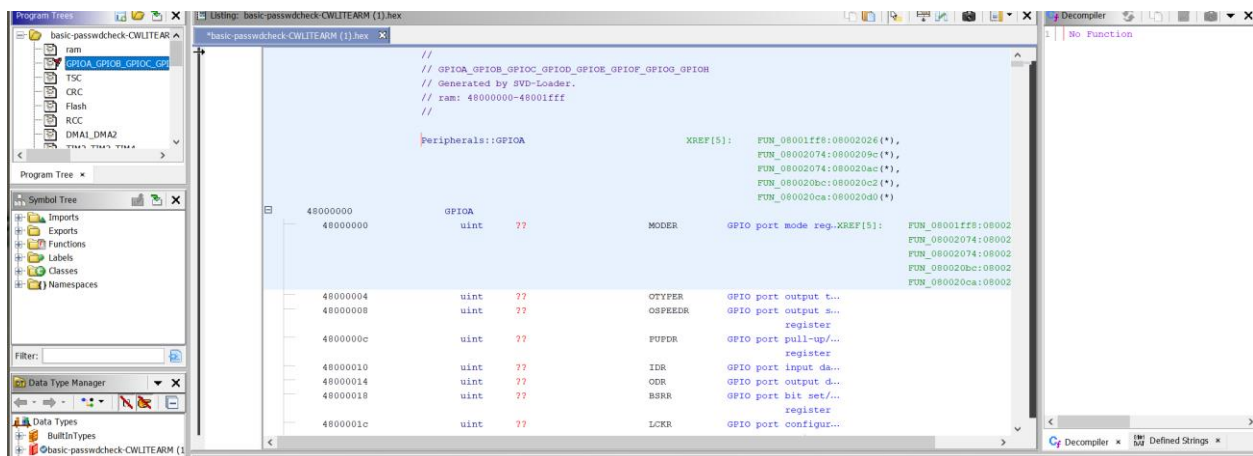 Program Trees
Listing: basic-passwdcheck-CWLITEARM (1).hex
Decompiler
basic-passwdcheck-CWLITEAR
*basic-passwdcheck-CWLITEARM (1).hex
1 No Function
ram
GPIOA_GPIOB_GPIOC_GPI
TSC
CRC
Flash
RCC
DMA1_DMA2
Program Tree
//
// GPIOA_GPIOB_GPIOC_GPIOD_GPIOE_GPIOF_GPIOG_GPIOH
// Generated by SVD-Loader.
// ram: 48000000-48001fff
//
Peripherals::GPIOA XREF[5]: FUN_08001ff8:08002026(*),
FUN_08002074:0800209c(*),
FUN_08002074:080020ac(*),
FUN_080020bc:080020c2(*),
FUN_080020ca:080020d0(*)
48000000 GPIOA
48000000 uint ?? MODER GPIO port mode reg..XREF[5]: FUN_08001ff8:08002
FUN_08002074:08002
FUN_08002074:08002
FUN_080020bc:08002
FUN_080020ca:08002
48000004 uint ?? OTYPER GPIO port output t...
48000008 uint ?? OSPEEDR GPIO port output s...
register
4800000c uint ?? PUPDR GPIO port pull-up/...
register
48000010 uint ?? IDR GPIO port input da...
48000014 uint ?? ODR GPIO port output d...
48000018 uint ?? BSRR GPIO port bit set/...
register
4800001c uint ?? LCKR GPIO port configur...
Symbol Tree
Imports
Exports
Functions
Labels
Classes
Namespaces
Filter:
Data Type Manager
Data Types
BuiltInTypes
basic-passwdcheck-CWLITEARM (1
Decompiler
Defined Strings